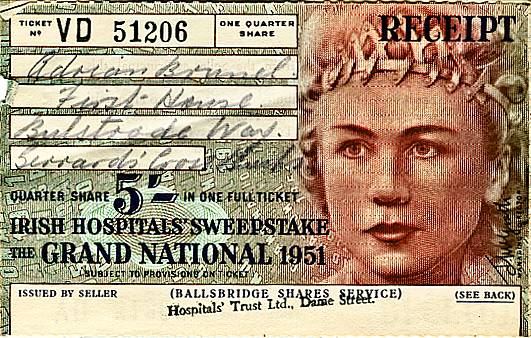 TICKET Nº VD 51206 ONE QUARTER SHARE
RECEIPT
Adrian
First House
Bulstrode Way
Gerrards Cross Bucks
QUARTER SHARE 5/- IN ONE FULL TICKET
IRISH HOSPITALS' SWEEPSTAKE
THE GRAND NATIONAL 1951
SUBJECT TO PROVISIONS ON TICKET
ISSUED BY SELLER (BALLSBRIDGE SHARES SERVICE) (SEE BACK)
Hospitals' Trust Ltd., Dame Street.